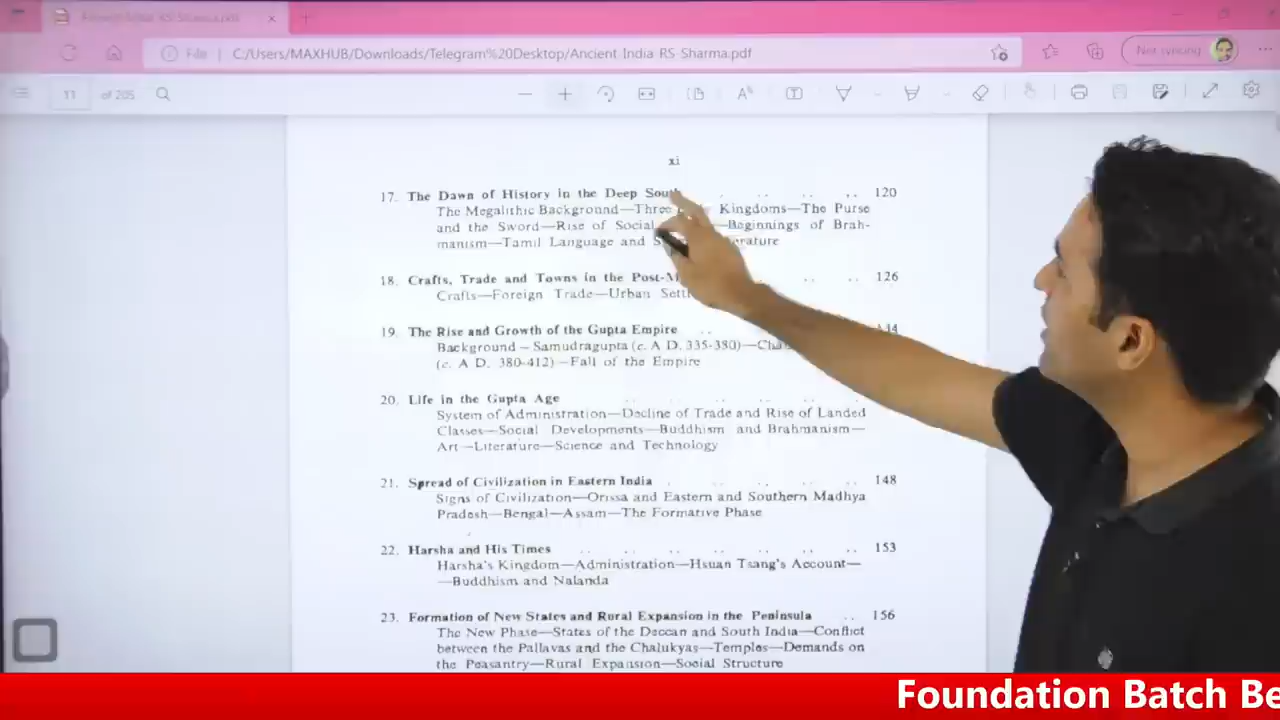 Ancient India RS Sharma.pdf
File C:/Users/MAXHUB/Downloads/Telegram%20Desktop/Ancient India RS Sharma.pdf Not syncing
11 of 205
xi
17. The Dawn of History in the Deep South .. .. .. 120
The Megalithic Background—Three Kingdoms—The Purse
and the Sword—Rise of Social —Beginnings of Brah-
manism—Tamil Language and
18. Crafts, Trade and Towns in the .. .. 126
Crafts—Foreign Trade—Urban
19. The Rise and Growth of the Gupta Empire ..
Background – Samudragupta (c. A D. 335-380)—
(c. A D. 380-412) —Fall of the Empire
20. Life in the Gupta Age .. .. .. .. .. ..
System of Administration—Decline of Trade and Rise of Landed
Classes—Social Developments—Buddhism and Brahmanism—
Art —Literature—Science and Technology
21. Spread of Civilization in Eastern India .. .. .. .. 148
Signs of Civilization—Orissa and Eastern and Southern Madhya
Pradesh—Bengal—Assam—The Formative Phase
22. Harsha and His Times .. .. .. .. .. .. .. 153
Harsha's Kingdom—Administration—Hsuan Tsang's Account—
—Buddhism and Nalanda
23. Formation of New States and Rural Expansion in the Peninsula .. 156
The New Phase—States of the Deccan and South India—Conflict
between the Pallavas and the Chalukyas—Temples—Demands on
the Peasantry—Rural Expansion—Social Structure
Foundation Batch Be